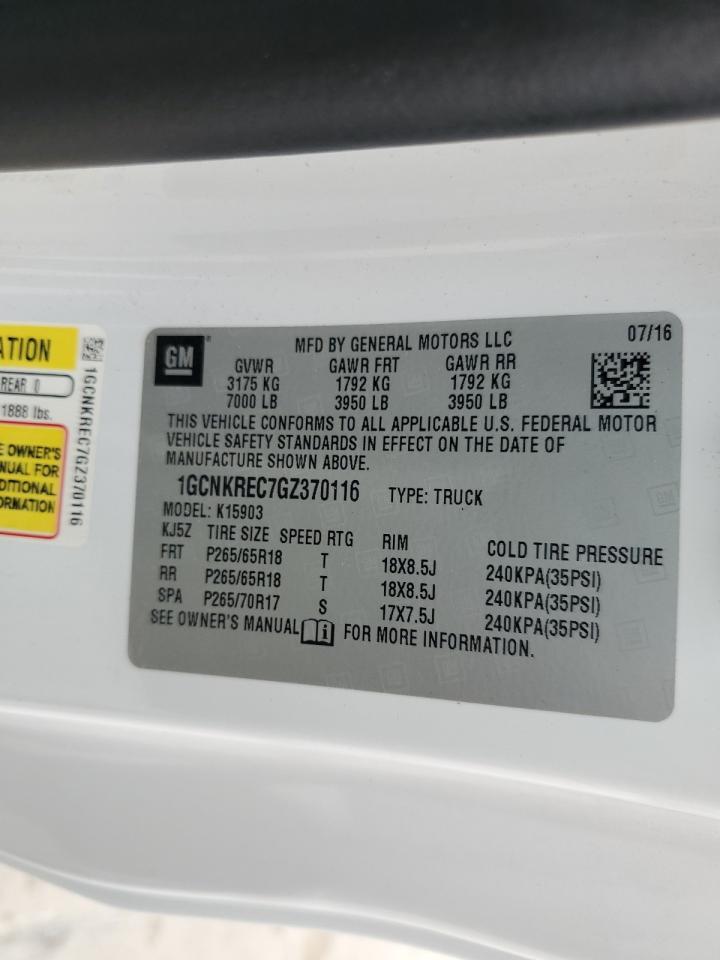 ATION
REAR 0
1888 lbs.
E OWNER'S
NUAL FOR
DITIONAL
ORMATION
1GCNKREC7GZ370116
GM
MFD BY GENERAL MOTORS LLC 07/16
GVWR GAWR FRT GAWR RR
3175 KG 1792 KG 1792 KG
7000 LB 3950 LB 3950 LB
THIS VEHICLE CONFORMS TO ALL APPLICABLE U.S. FEDERAL MOTOR
VEHICLE SAFETY STANDARDS IN EFFECT ON THE DATE OF
MANUFACTURE SHOWN ABOVE.
1GCNKREC7GZ370116 TYPE: TRUCK
MODEL: K15903
KJ5Z TIRE SIZE SPEED RTG RIM COLD TIRE PRESSURE
FRT P265/65R18 T 18X8.5J 240KPA(35PSI)
RR P265/65R18 T 18X8.5J 240KPA(35PSI)
SPA P265/70R17 S 17X7.5J 240KPA(35PSI)
SEE OWNER'S MANUAL i FOR MORE INFORMATION.